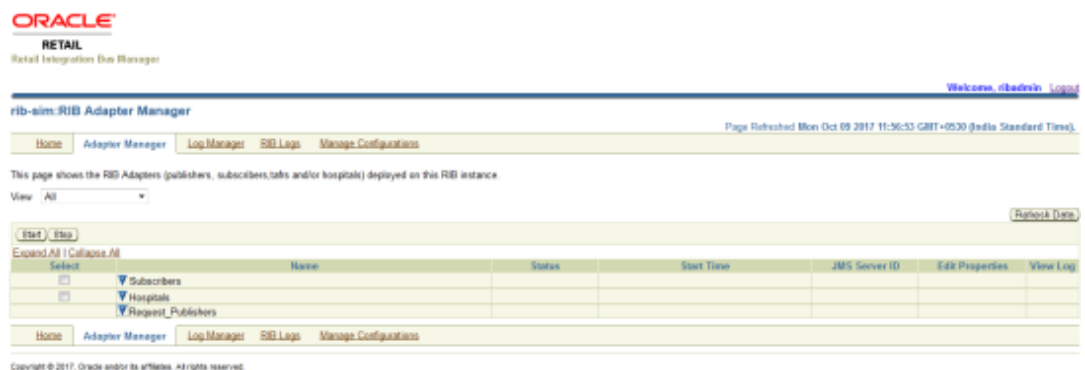 ORACLE
RETAIL
Retail Integration Bus Manager
Welcome, ribadmin Logout
rib-sim:RIB Adapter Manager
Page Refreshed Mon Oct 09 2017 11:56:53 GMT+0530 (India Standard Time).
Home Adapter Manager Log Manager RIB Logs Manage Configurations
This page shows the RIB Adapters (publishers, subscribers,tafrs and/or hospitals) deployed on this RIB instance.
View All
Refresh Data
Start Stop
Expand All | Collapse All
Select Name Status Start Time JMS Server ID Edit Properties View Log
Subscribers
Hospitals
Request_Publishers
Home Adapter Manager Log Manager RIB Logs Manage Configurations
Copyright © 2017. Oracle and/or its affiliates. All rights reserved.